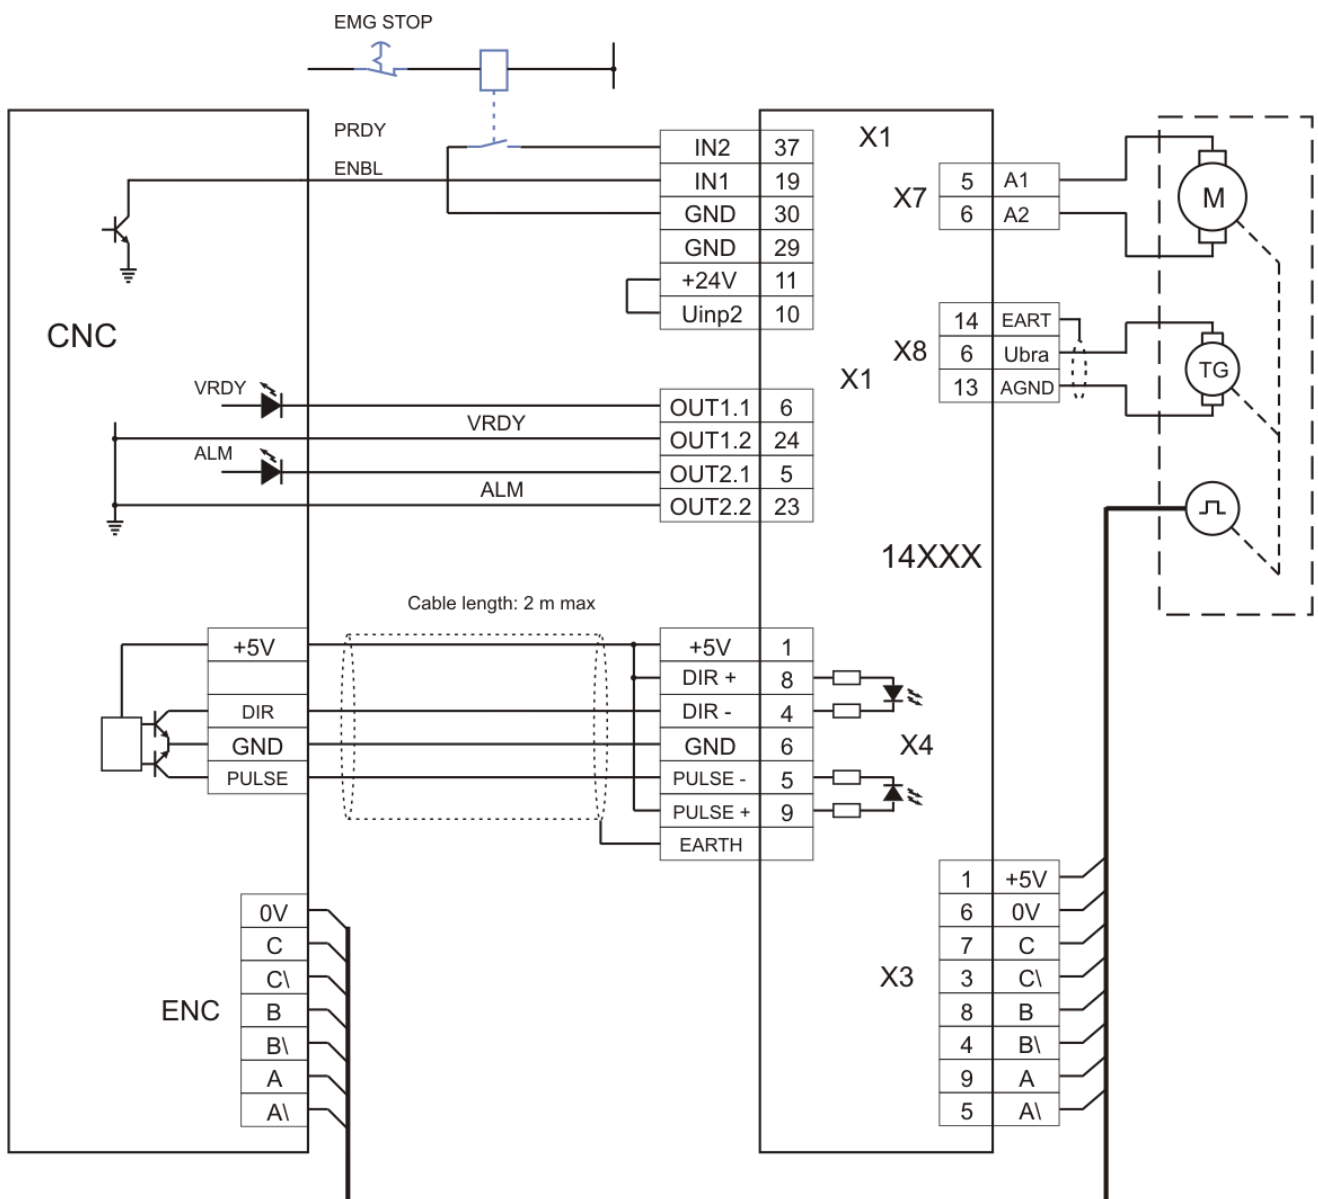 EMG STOP
PRDY
ENBL
IN2 37
IN1 19
GND 30
GND 29
+24V 11
Uinp2 10
X1
X7
5 A1
6 A2
M
CNC
X8
14 EART
6 Ubra
13 AGND
TG
X1
VRDY
VRDY
ALM
ALM
OUT1.1 6
OUT1.2 24
OUT2.1 5
OUT2.2 23
14XXX
Cable length: 2 m max
+5V
DIR
GND
PULSE
+5V 1
DIR + 8
DIR - 4
GND 6
PULSE - 5
PULSE + 9
EARTH
X4
ENC
0V
C
C\
B
B\
A
A\
X3
1 +5V
6 0V
7 C
3 C\
8 B
4 B\
9 A
5 A\